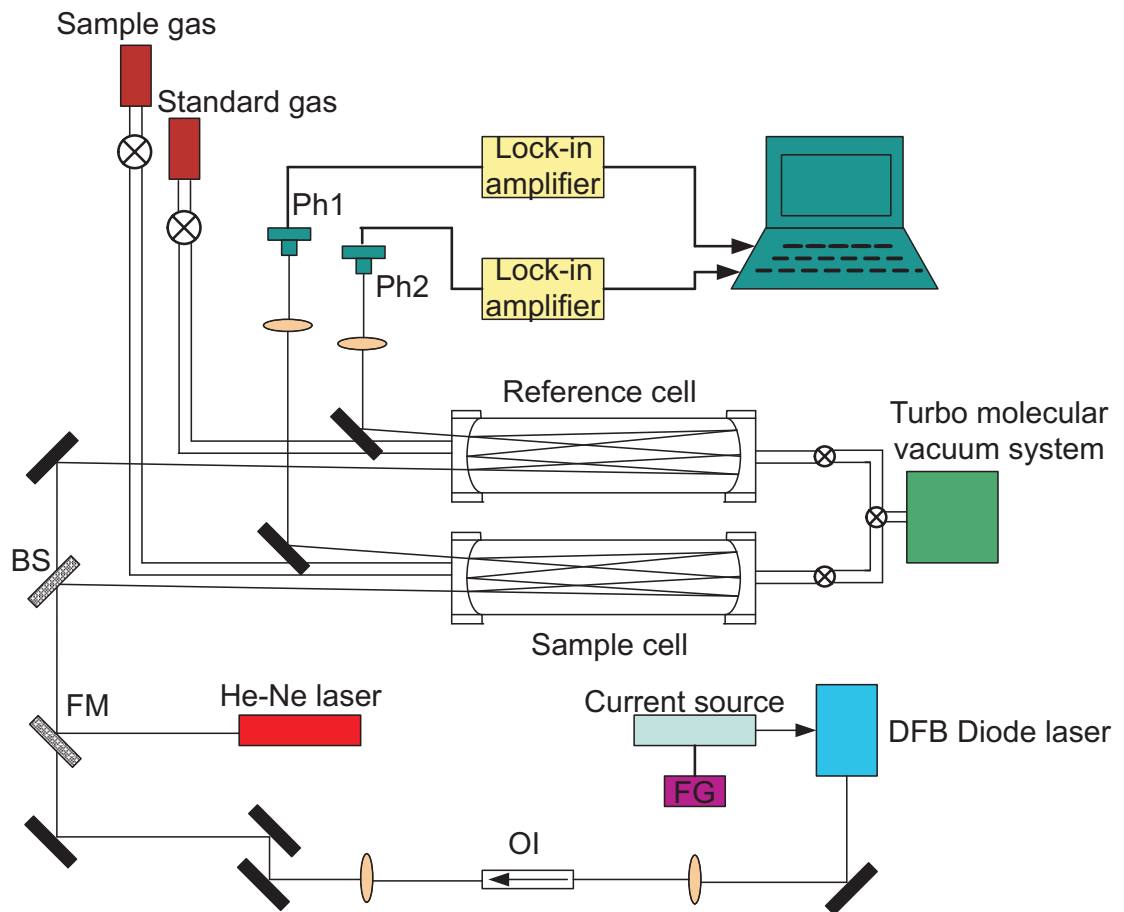 Sample gas
Standard gas
Lock-in
amplifier
Ph1
Lock-in
amplifier
Ph2
Reference cell
Turbo molecular
vacuum system
BS
Sample cell
FM
He-Ne laser
Current source
DFB Diode laser
FG
OI